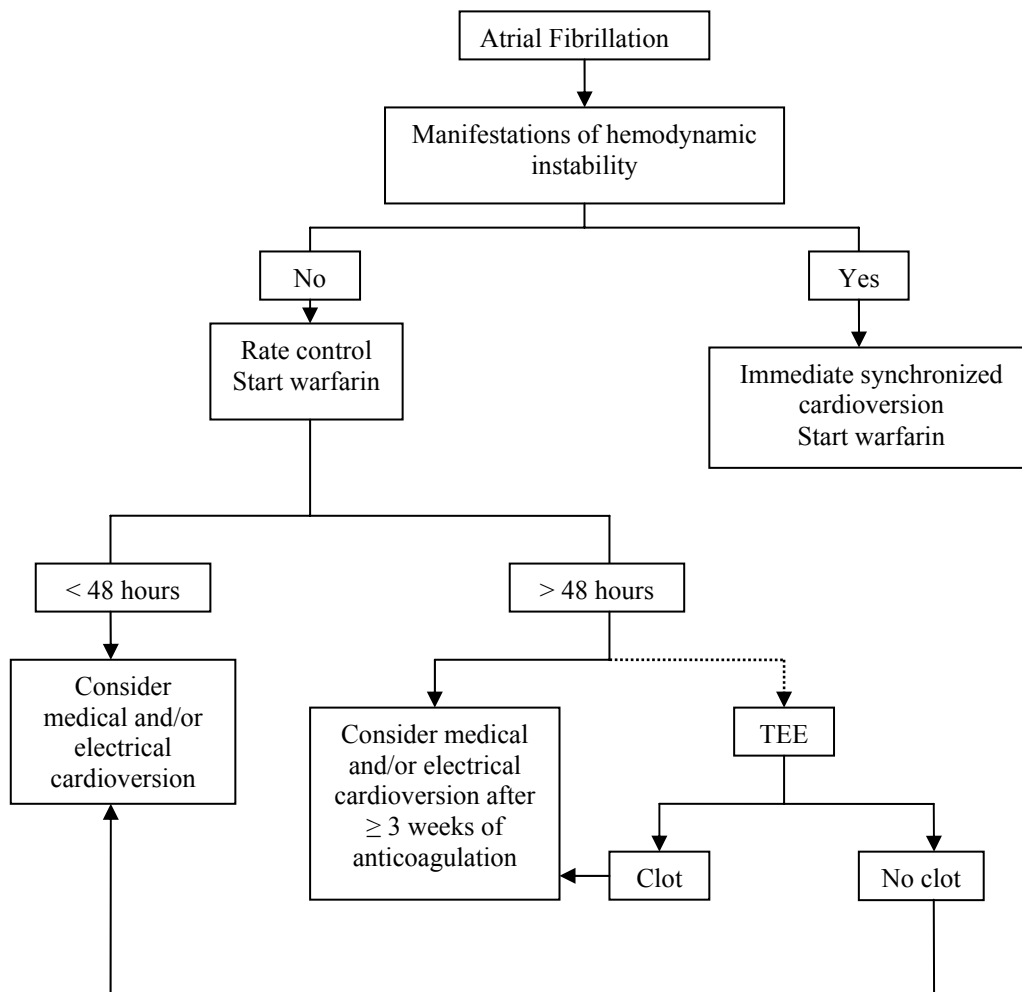 Atrial Fibrillation
Manifestations of hemodynamic
instability
No
Yes
Rate control
Start warfarin
Immediate synchronized
cardioversion
Start warfarin
< 48 hours
> 48 hours
Consider
medical and/or
electrical
cardioversion
Consider medical
and/or electrical
cardioversion after
≥ 3 weeks of
anticoagulation
TEE
Clot
No clot